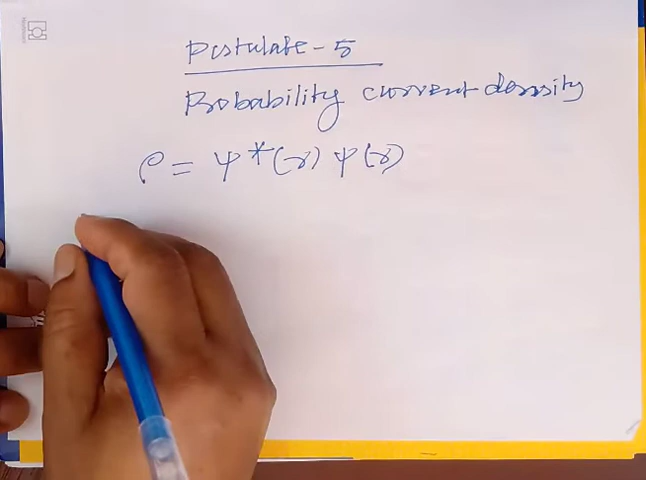 Postulate - 5
Probability current density
ρ = ψ*(r) ψ(r)